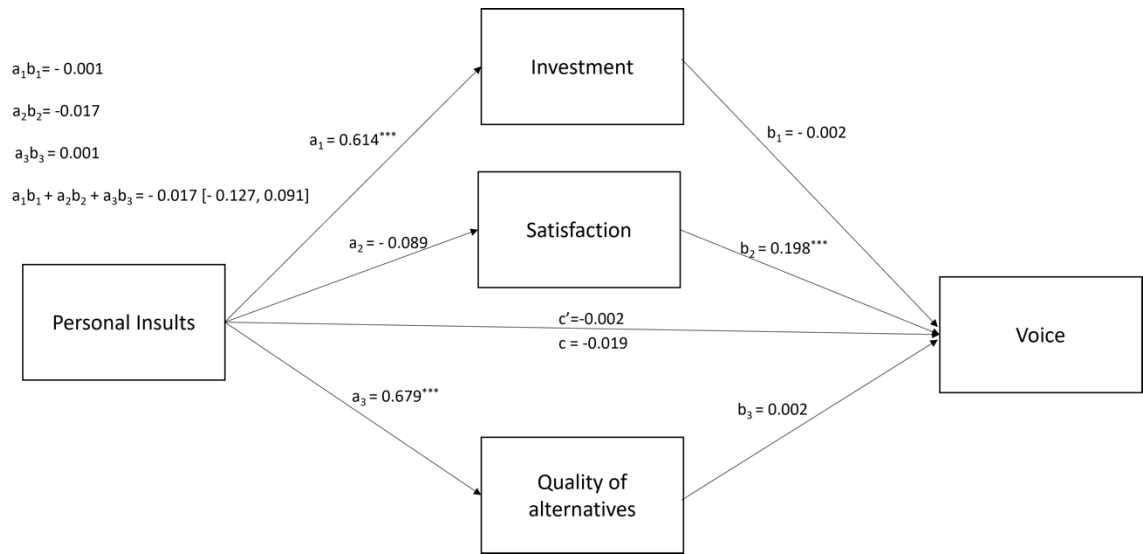 a₁b₁= - 0.001
a₂b₂= -0.017
a₃b₃ = 0.001
a₁b₁ + a₂b₂ + a₃b₃ = - 0.017 [- 0.127, 0.091]
Investment
a₁ = 0.614***
b₁ = - 0.002
Satisfaction
a₂ = - 0.089
b₂ = 0.198***
Personal Insults
c’=-0.002
c = -0.019
Voice
a₃ = 0.679***
b₃ = 0.002
Quality of
alternatives